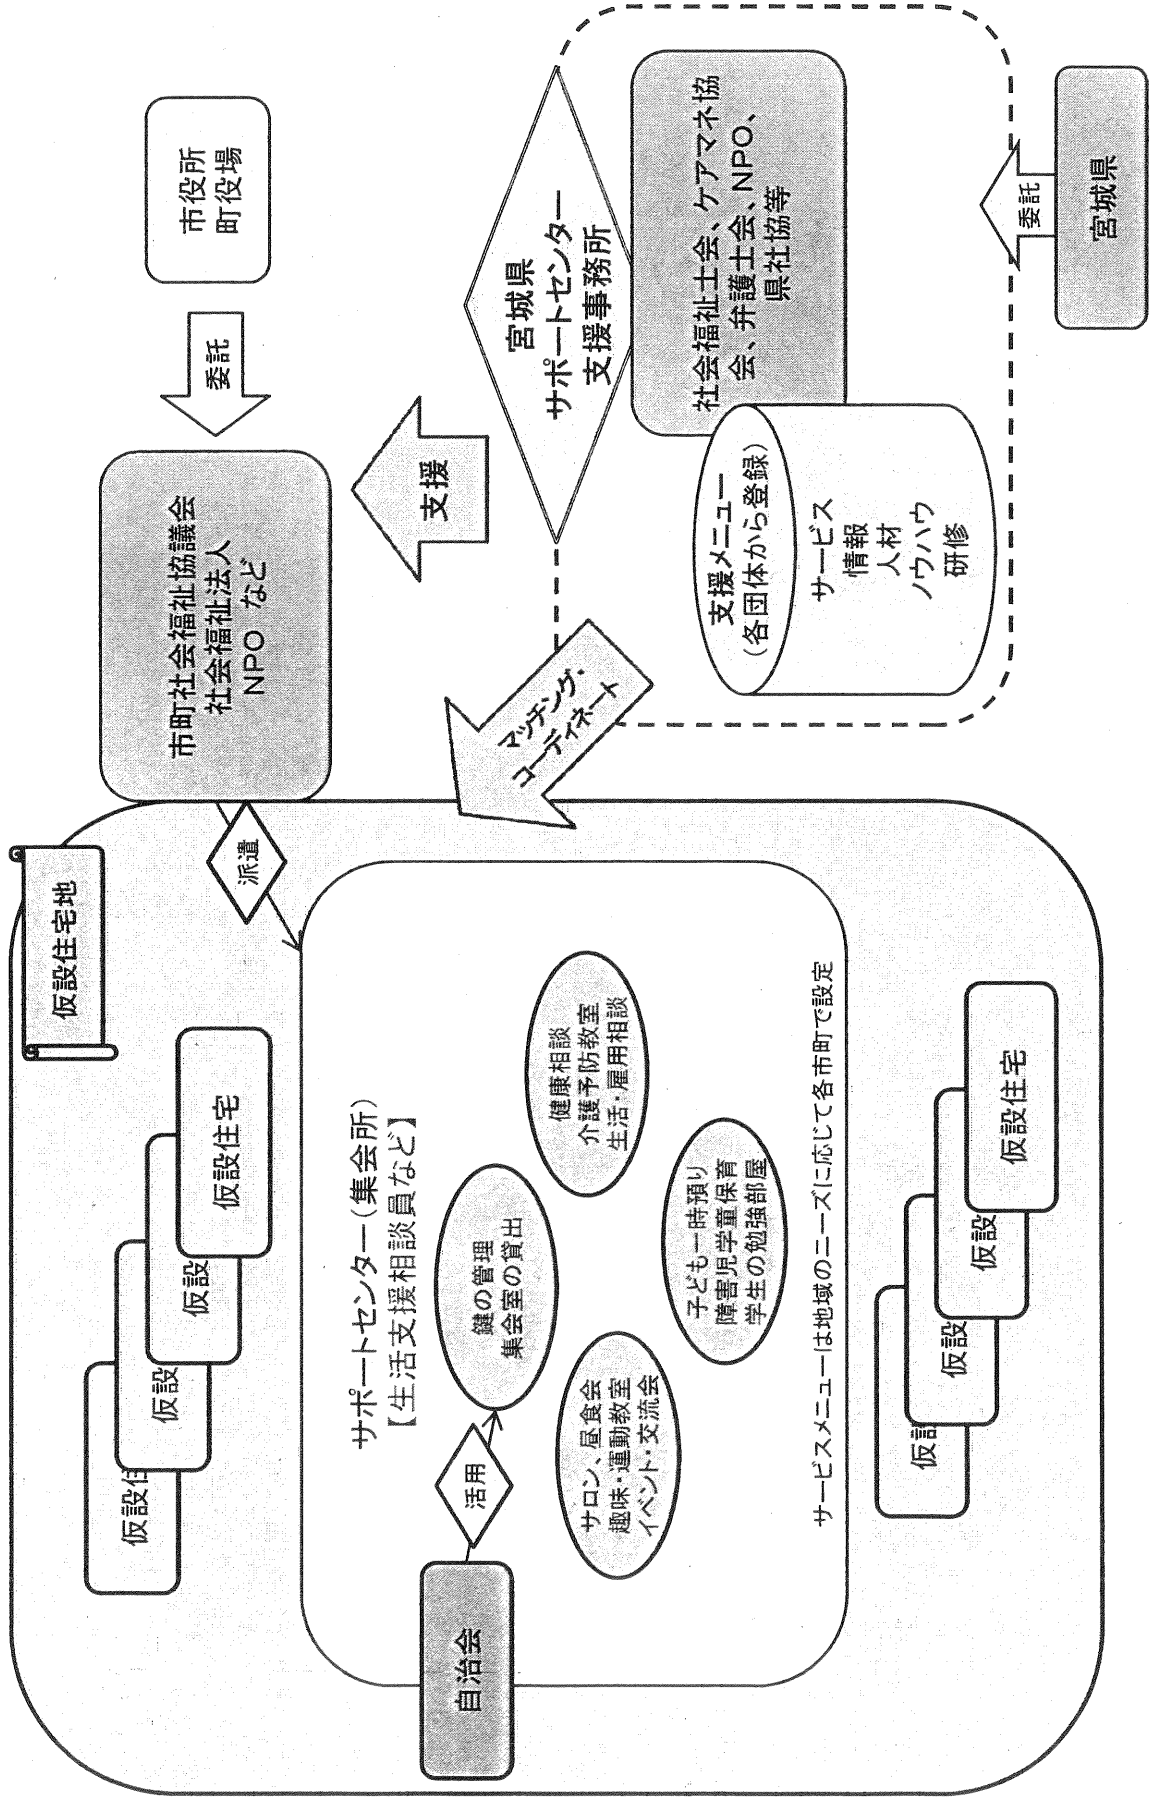 仮設住宅地
仮設住
仮設
仮設
仮設住宅
サポートセンター（集会所）
【生活支援相談員など】
鍵の管理
集会室の貸出
健康相談
介護予防教室
生活・雇用相談
サロン、昼食会
趣味・運動教室
イベント・交流会
子ども一時預り
障害児学童保育
学生の勉強部屋
サービスメニューは地域のニーズに応じて各市町で設定
自治会
活用
仮設
仮設
仮設
仮設住宅
派遣
市町社会福祉協議会
社会福祉法人
NPO など
委託
市役所
町役場
支援
マッチング・
コーディネート
宮城県
サポートセンター
支援事務所
社会福祉士会、ケアマネ協
会、弁護士会、NPO、
県社協等
支援メニュー
（各団体から登録）
サービス
情報
人材
ノウハウ
研修
委託
宮城県